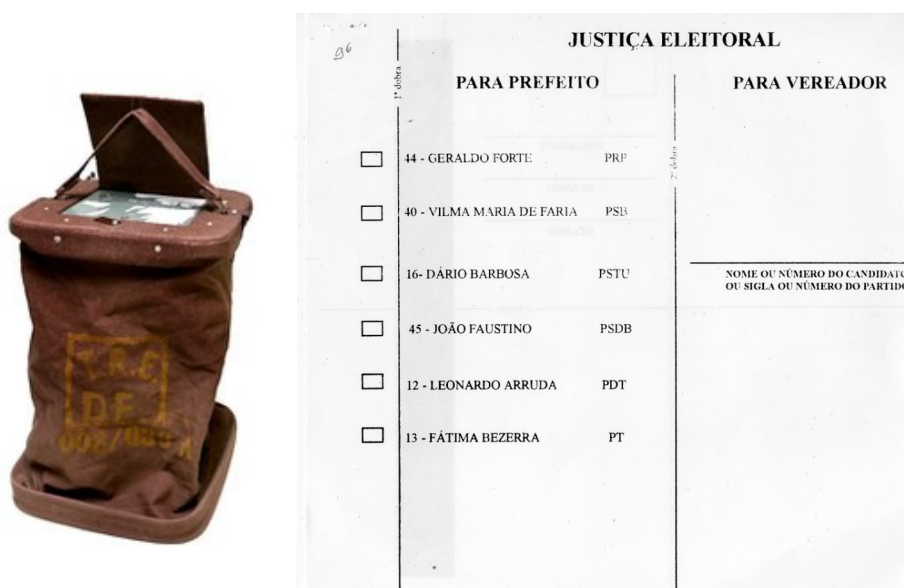 T.R.E
DF
96
JUSTIÇA ELEITORAL
1ª dobra
PARA PREFEITO
PARA VEREADOR
2ª dobra
44 - GERALDO FORTE PRP
40 - VILMA MARIA DE FARIA PSB
16- DÁRIO BARBOSA PSTU
45 - JOÃO FAUSTINO PSDB
12 - LEONARDO ARRUDA PDT
13 - FÁTIMA BEZERRA PT
NOME OU NÚMERO DO CANDIDATO
OU SIGLA OU NÚMERO DO PARTIDO